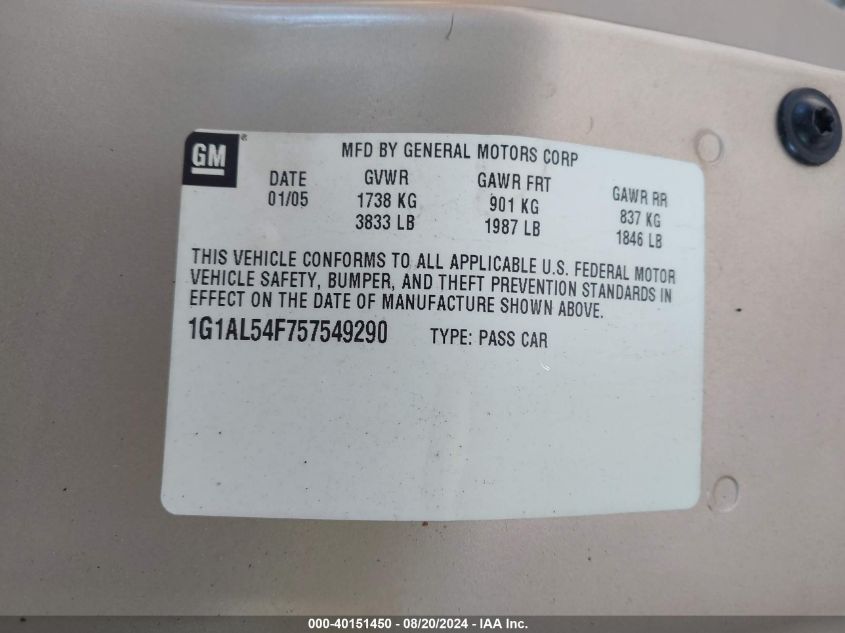 GM®
MFD BY GENERAL MOTORS CORP
DATE GVWR GAWR FRT GAWR RR
01/05 1738 KG 901 KG 837 KG
3833 LB 1987 LB 1846 LB
THIS VEHICLE CONFORMS TO ALL APPLICABLE U.S. FEDERAL MOTOR
VEHICLE SAFETY, BUMPER, AND THEFT PREVENTION STANDARDS IN
EFFECT ON THE DATE OF MANUFACTURE SHOWN ABOVE.
1G1AL54F757549290 TYPE: PASS CAR
000-40151450 - 08/20/2024 - IAA Inc.